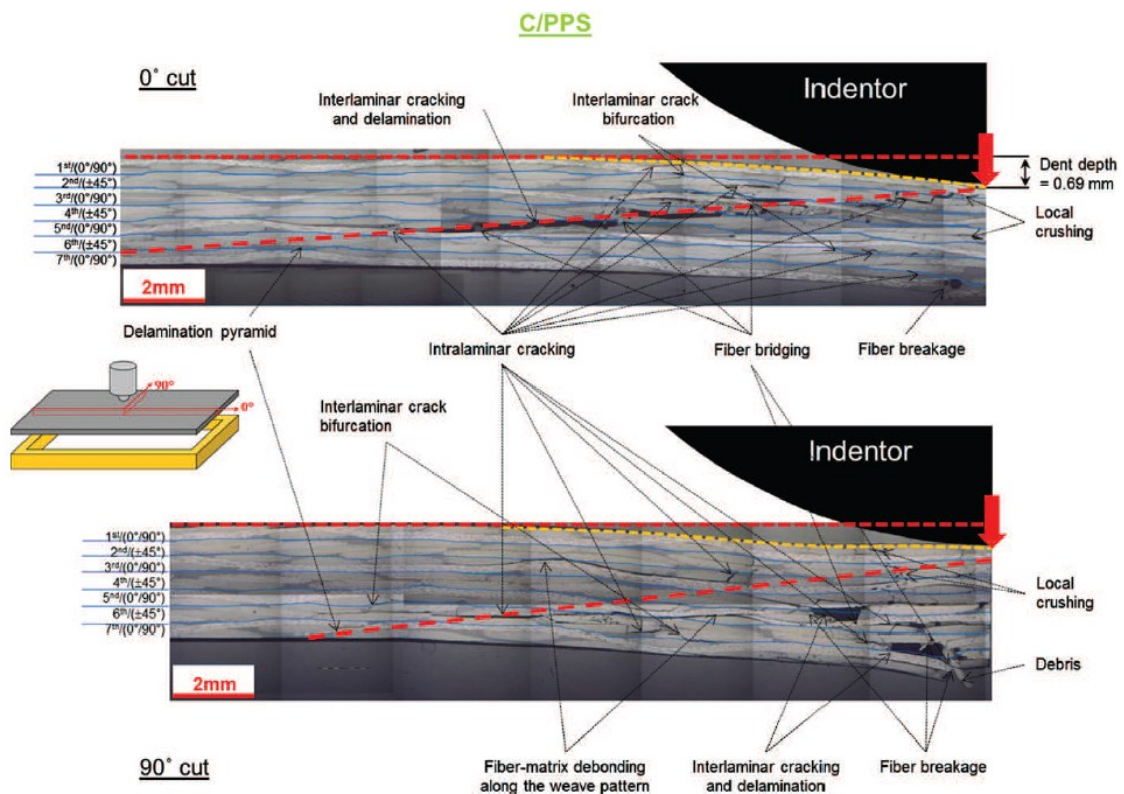 C/PPS
0˚ cut
Indentor
Interlaminar cracking
and delamination
Interlaminar crack
bifurcation
Dent depth
= 0.69 mm
1st/(0°/90°)
2nd/(±45°)
3rd/(0°/90°)
4th/(±45°)
5nd/(0°/90°)
6th/(±45°)
7th/(0°/90°)
Local
crushing
2mm
Delamination pyramid
Intralaminar cracking
Fiber bridging
Fiber breakage
90°
0°
Interlaminar crack
bifurcation
Indentor
1st/(0°/90°)
2nd/(±45°)
3rd/(0°/90°)
4th/(±45°)
5nd/(0°/90°)
6th/(±45°)
7th/(0°/90°)
Local
crushing
2mm
Debris
90˚ cut
Fiber-matrix debonding
along the weave pattern
Interlaminar cracking
and delamination
Fiber breakage